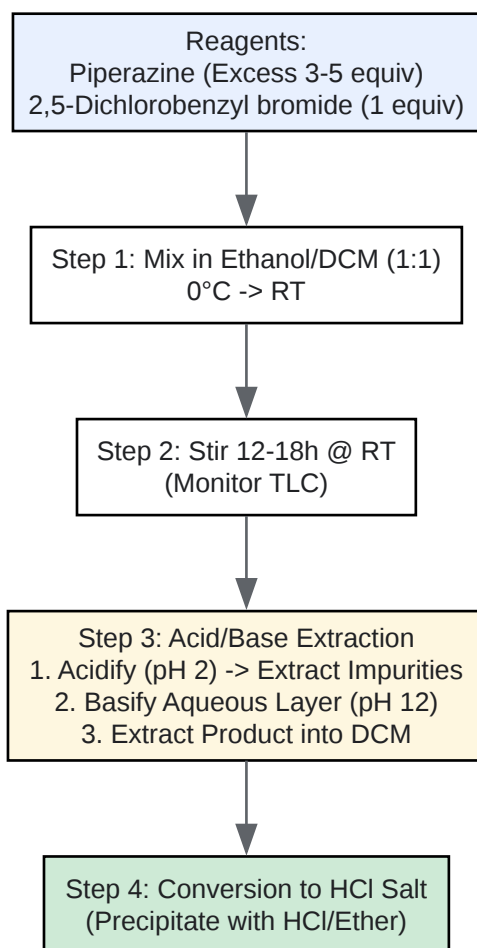 Reagents:
Piperazine (Excess 3-5 equiv)
2,5-Dichlorobenzyl bromide (1 equiv)
Step 1: Mix in Ethanol/DCM (1:1)
0°C -> RT
Step 2: Stir 12-18h @ RT
(Monitor TLC)
Step 3: Acid/Base Extraction
1. Acidify (pH 2) -> Extract Impurities
2. Basify Aqueous Layer (pH 12)
3. Extract Product into DCM
Step 4: Conversion to HCl Salt
(Precipitate with HCl/Ether)